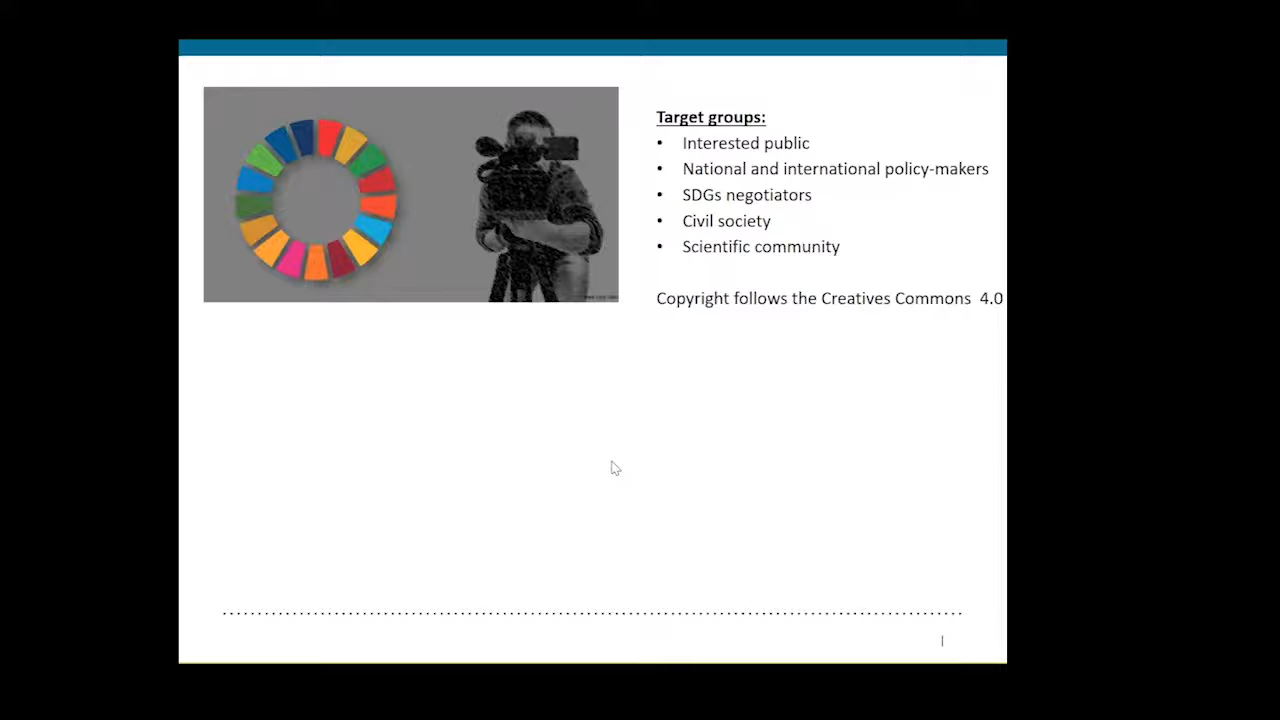 Target groups:
• Interested public
• National and international policy-makers
• SDGs negotiators
• Civil society
• Scientific community
Copyright follows the Creatives Commons 4.0
|